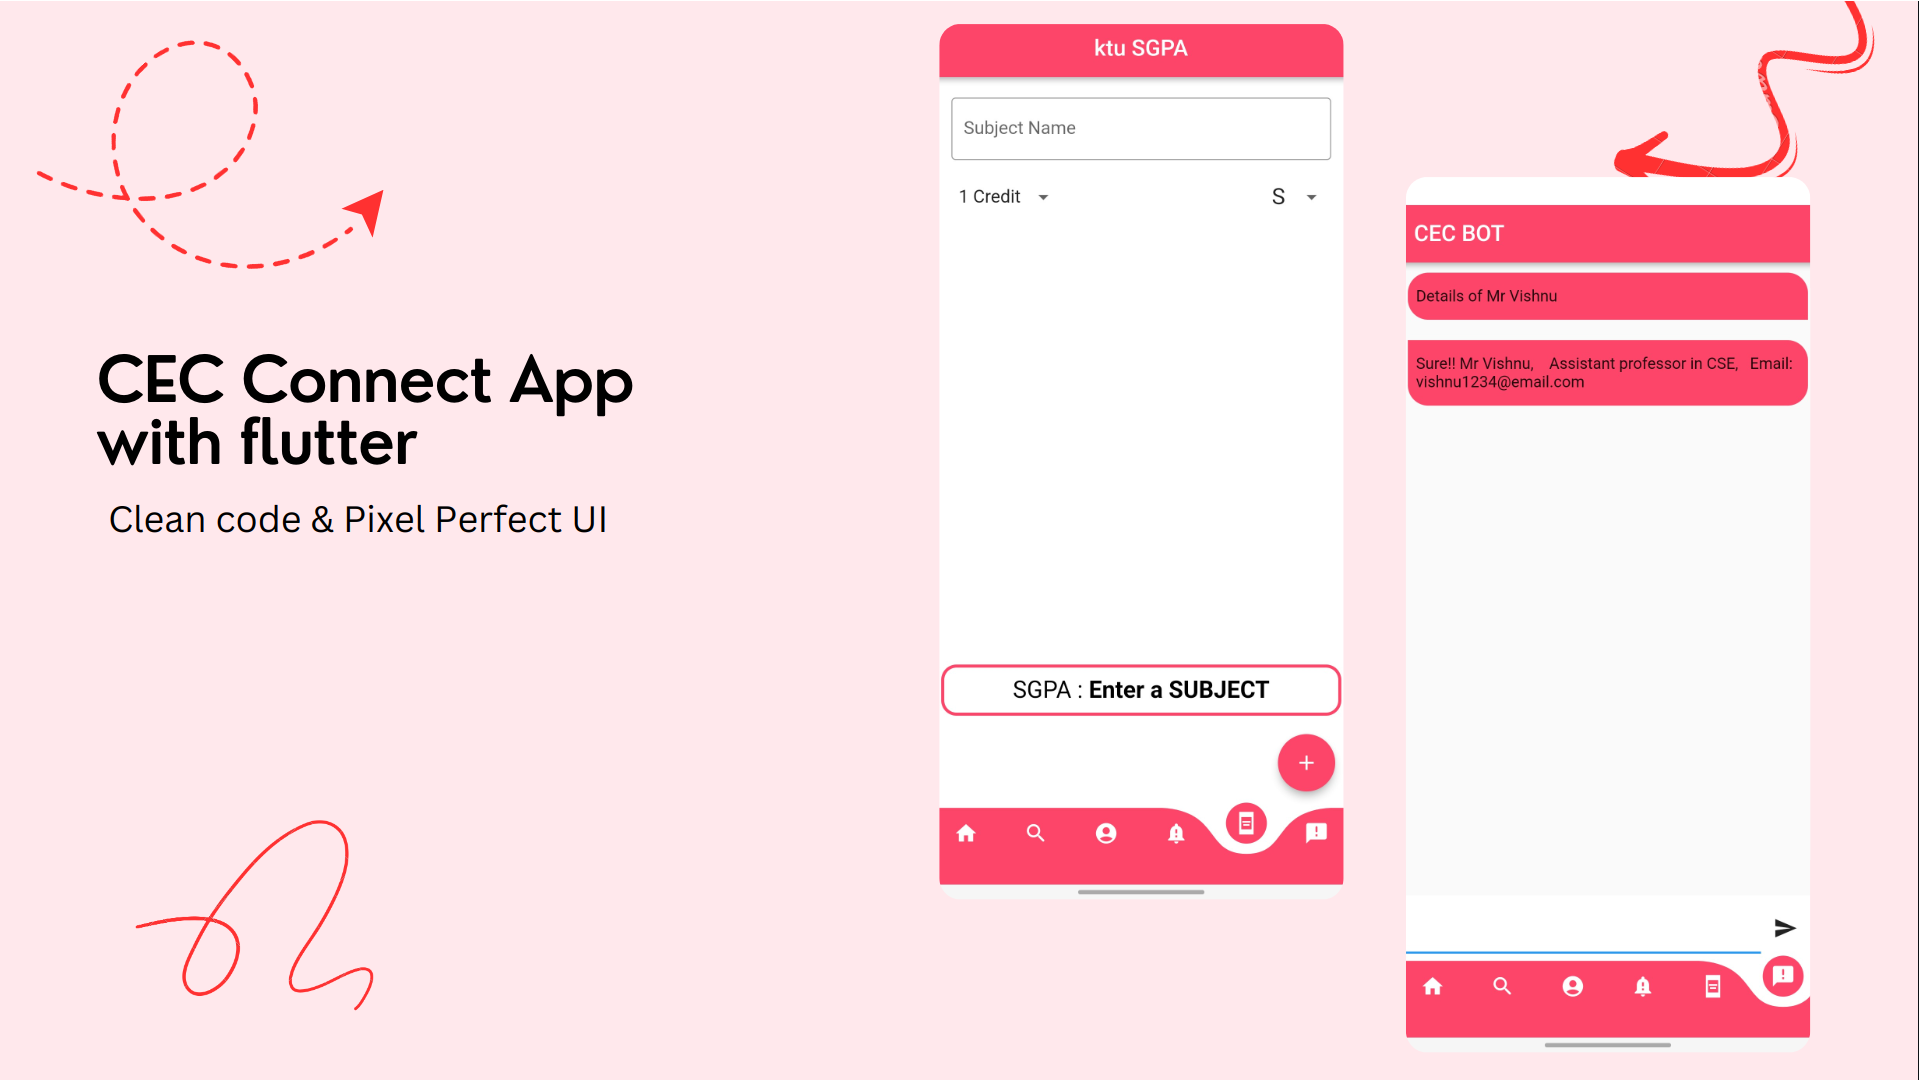 CEC Connect App
with flutter
Clean code & Pixel Perfect UI
ktu SGPA
Subject Name
1 Credit
S
SGPA : Enter a SUBJECT
CEC BOT
Details of Mr Vishnu
Sure!! Mr Vishnu, Assistant professor in CSE, Email:
vishnu1234@email.com